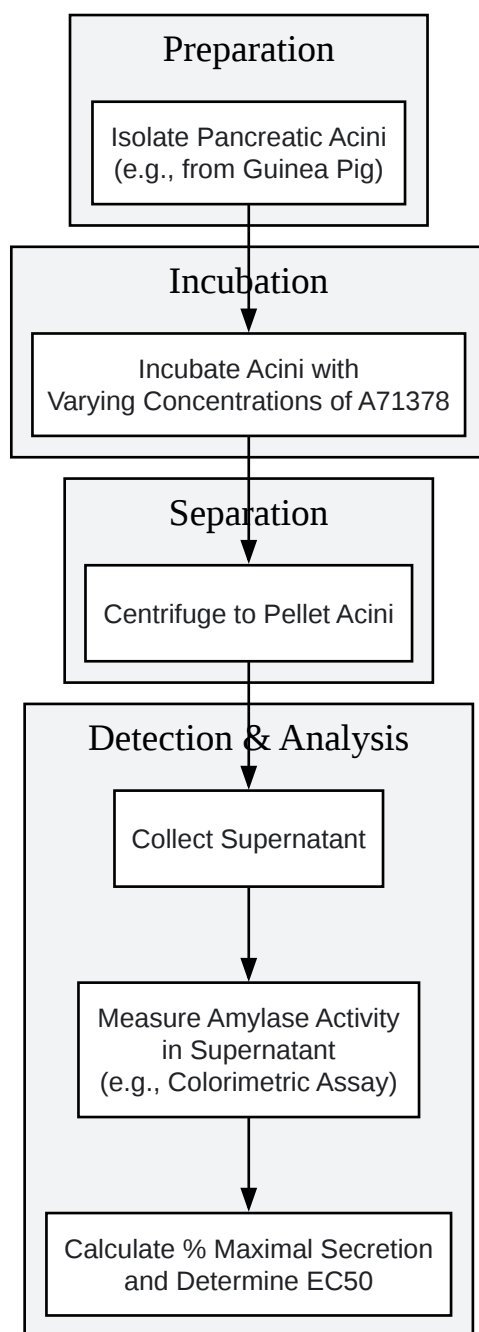 Preparation
Isolate Pancreatic Acini
(e.g., from Guinea Pig)
Incubation
Incubate Acini with
Varying Concentrations of A71378
Separation
Centrifuge to Pellet Acini
Detection & Analysis
Collect Supernatant
Measure Amylase Activity
in Supernatant
(e.g., Colorimetric Assay)
Calculate % Maximal Secretion
and Determine EC50